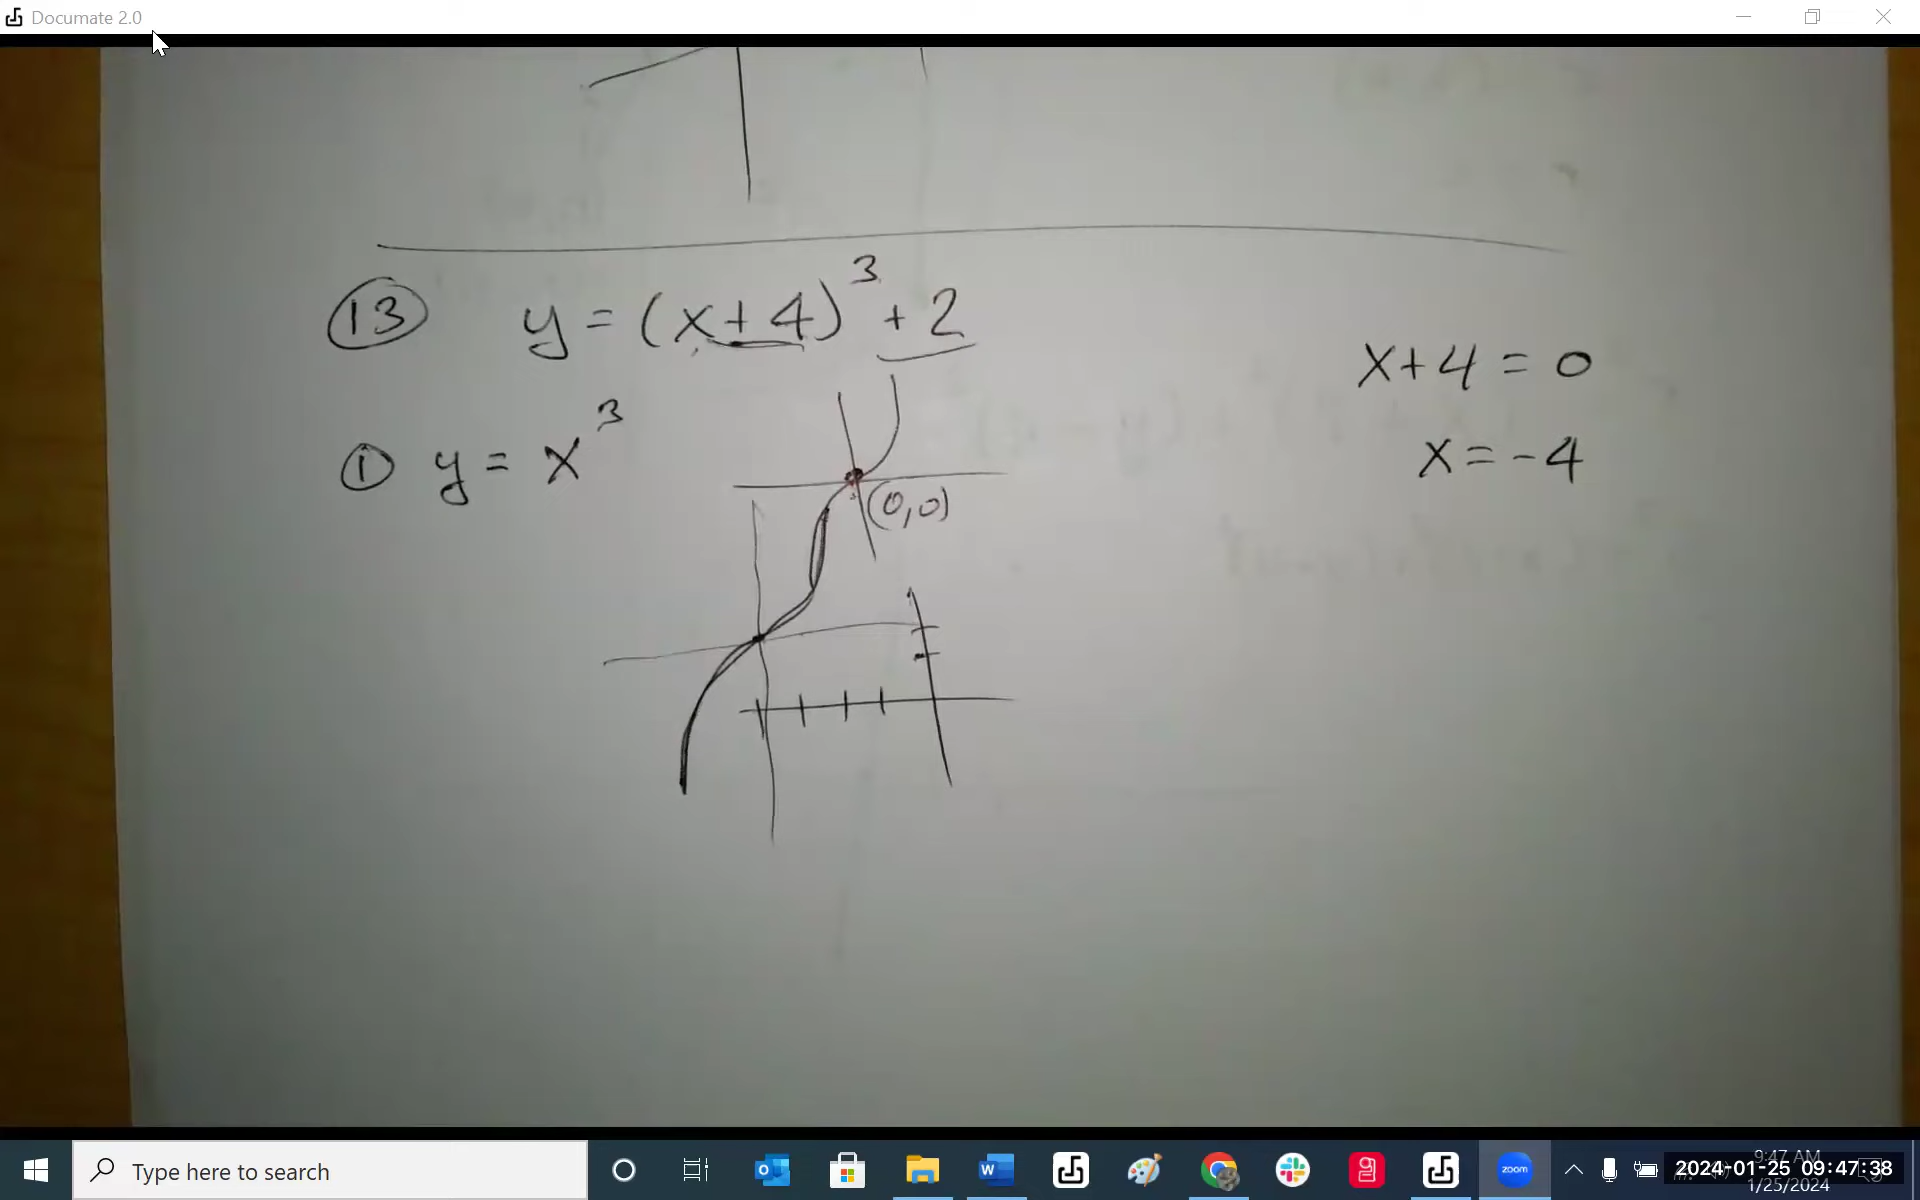 Documate 2.0
13 y = (x+4)³ + 2
x+4 = 0
1 y = x³
x = -4
(0,0)
Type here to search
zoom
9:47 AM
2024-01-25 09:47:38
1/25/2024